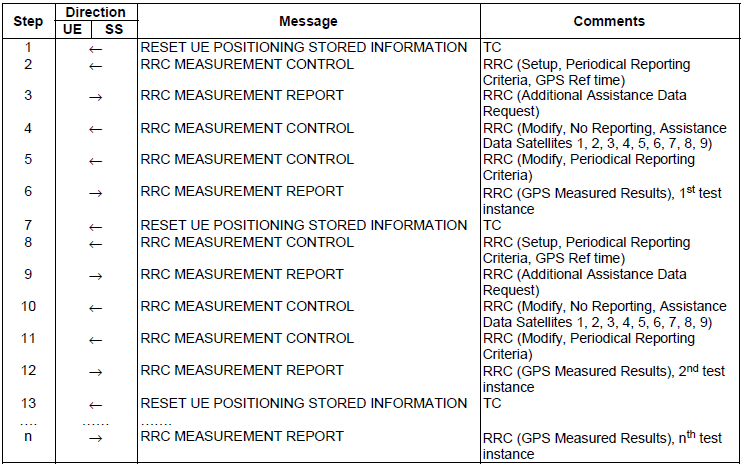 Step Direction Message Comments
UE SS
1 ← RESET UE POSITIONING STORED INFORMATION TC
2 ← RRC MEASUREMENT CONTROL RRC (Setup, Periodical Reporting
Criteria, GPS Ref time)
3 → RRC MEASUREMENT REPORT RRC (Additional Assistance Data
Request)
4 ← RRC MEASUREMENT CONTROL RRC (Modify, No Reporting, Assistance
Data Satellites 1, 2, 3, 4, 5, 6, 7, 8, 9)
5 ← RRC MEASUREMENT CONTROL RRC (Modify, Periodical Reporting
Criteria)
6 → RRC MEASUREMENT REPORT RRC (GPS Measured Results), 1st test
instance
7 ← RESET UE POSITIONING STORED INFORMATION TC
8 ← RRC MEASUREMENT CONTROL RRC (Setup, Periodical Reporting
Criteria, GPS Ref time)
9 → RRC MEASUREMENT REPORT RRC (Additional Assistance Data
Request)
10 ← RRC MEASUREMENT CONTROL RRC (Modify, No Reporting, Assistance
Data Satellites 1, 2, 3, 4, 5, 6, 7, 8, 9)
11 ← RRC MEASUREMENT CONTROL RRC (Modify, Periodical Reporting
Criteria)
12 → RRC MEASUREMENT REPORT RRC (GPS Measured Results), 2nd test
instance
13 ← RESET UE POSITIONING STORED INFORMATION TC
.... ...... .......
n → RRC MEASUREMENT REPORT RRC (GPS Measured Results), nth test
instance